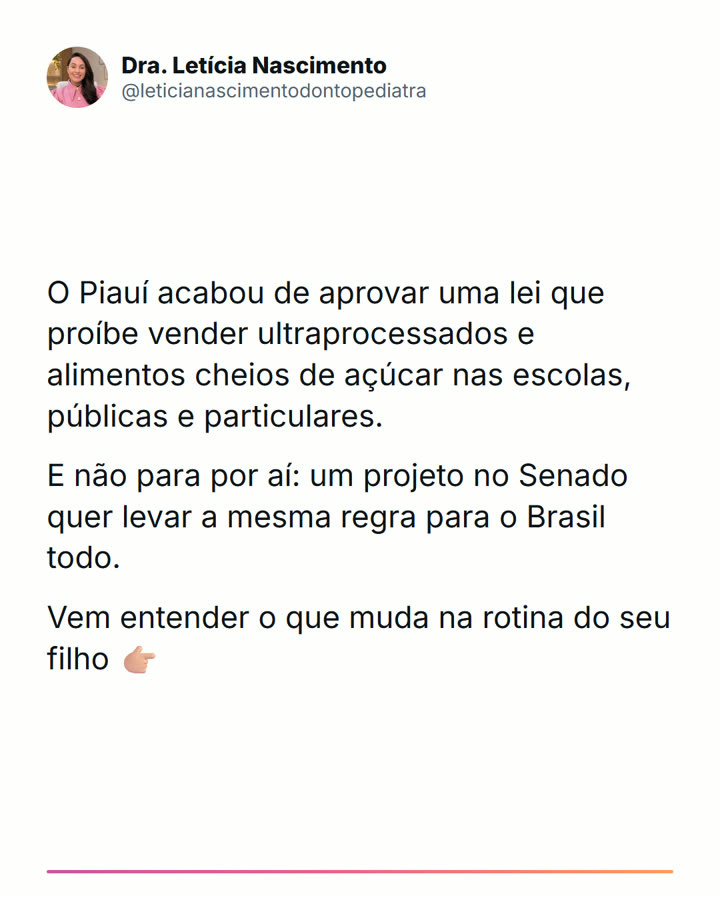 Dra. Letícia Nascimento
@leticianascimentodontopediatra
O Piauí acabou de aprovar uma lei que
proíbe vender ultraprocessados e
alimentos cheios de açúcar nas escolas,
públicas e particulares.
E não para por aí: um projeto no Senado
quer levar a mesma regra para o Brasil
todo.
Vem entender o que muda na rotina do seu
filho 👉🏼